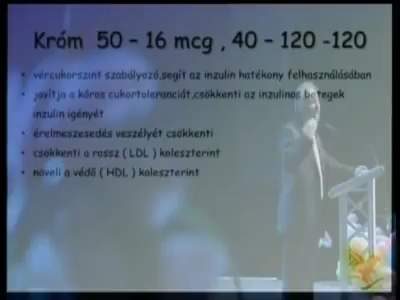 Króm 50 – 16 mcg , 40 – 120 -120
• vércukorszint szabályozó,segít az inzulin hatékony felhasználásában
• javítja a kóros cukortoleranciát,csökkenti az inzulinos betegek
inzulin igényét
• érelmeszesedés veszélyét csökkenti
• csökkenti a rossz ( LDL ) koleszterint
• növeli a védő ( HDL ) koleszterint